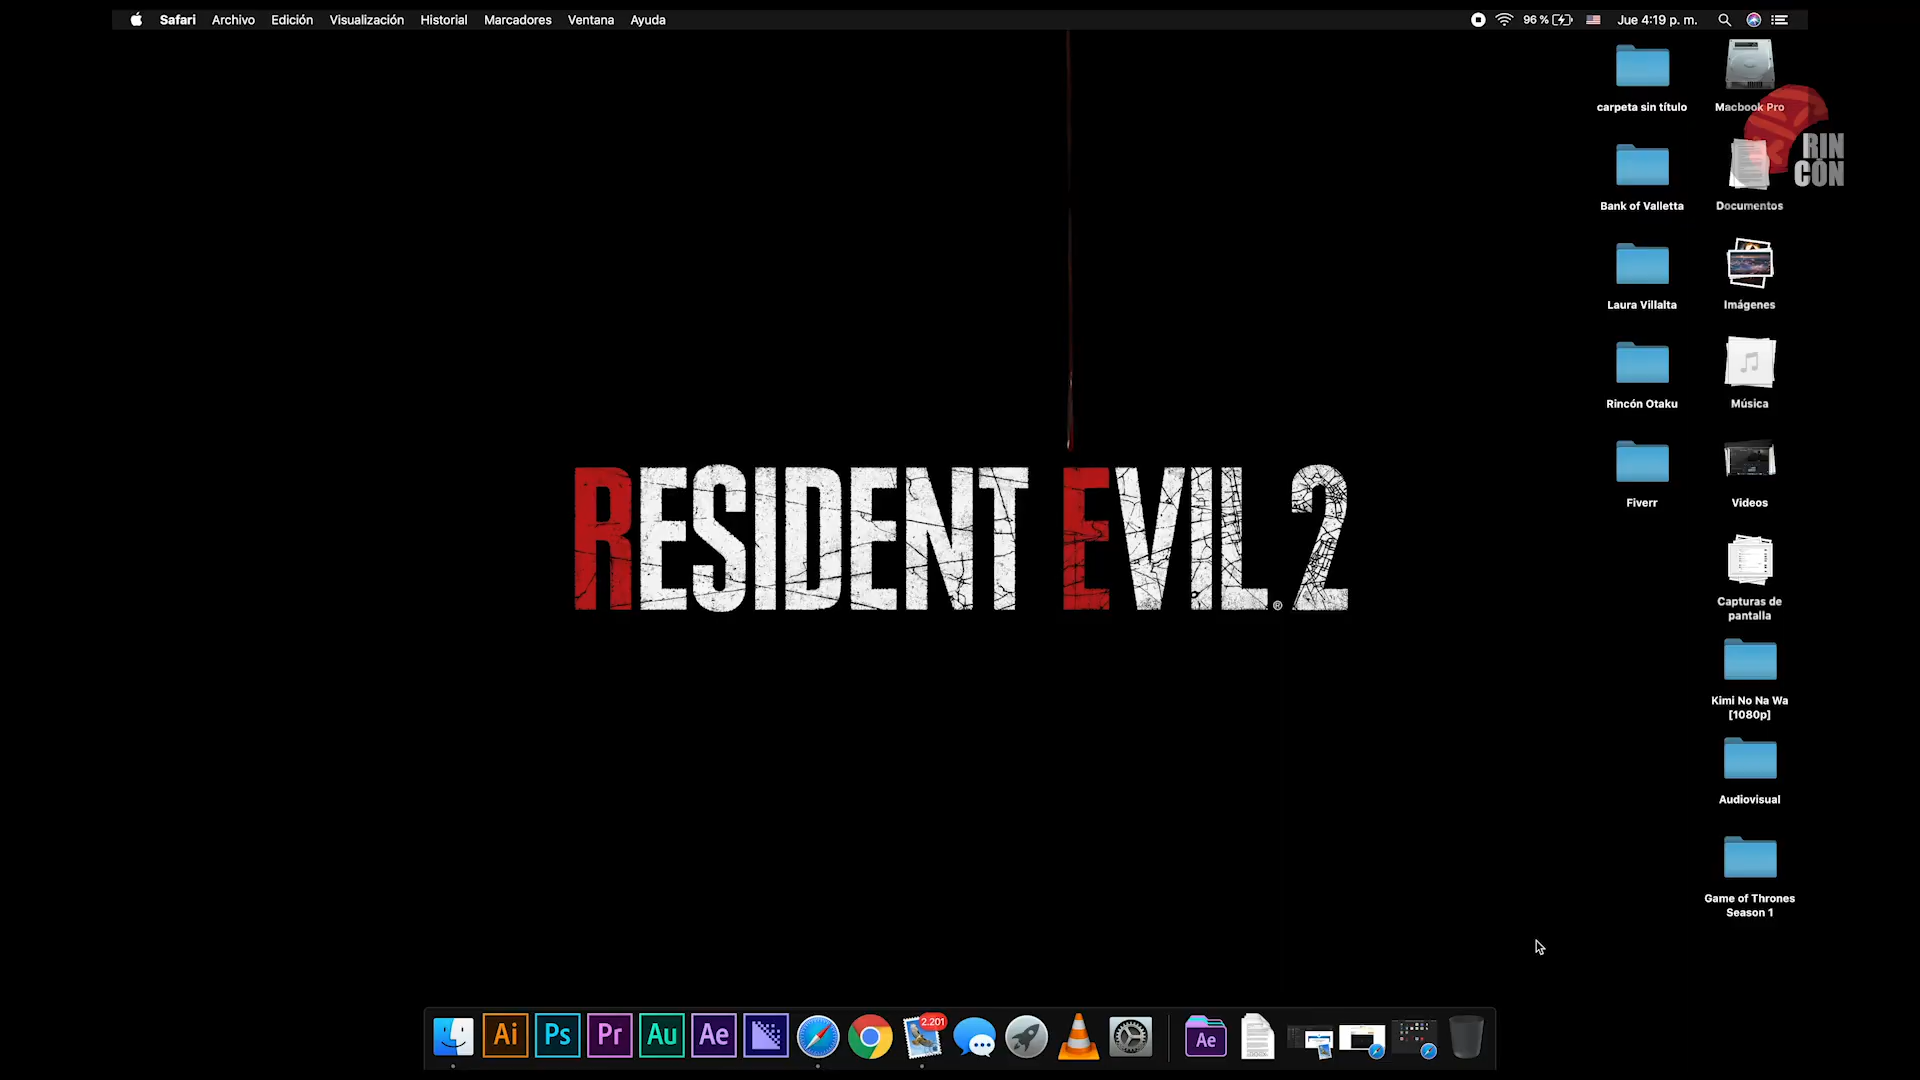 Safari Archivo Edición Visualización Historial Marcadores Ventana Ayuda
96 % Jue 4:19 p. m.
carpeta sin título
Macbook Pro
RIN
CÓN
Bank of Valletta
Documentos
Laura Villalta
Imágenes
Rincón Otaku
Música
Fiverr
Videos
Capturas de
pantalla
Kimi No Na Wa
[1080p]
Audiovisual
Game of Thrones
Season 1
RESIDENT EVIL®2
Ai Ps Pr Au Ae 2.201 Ae